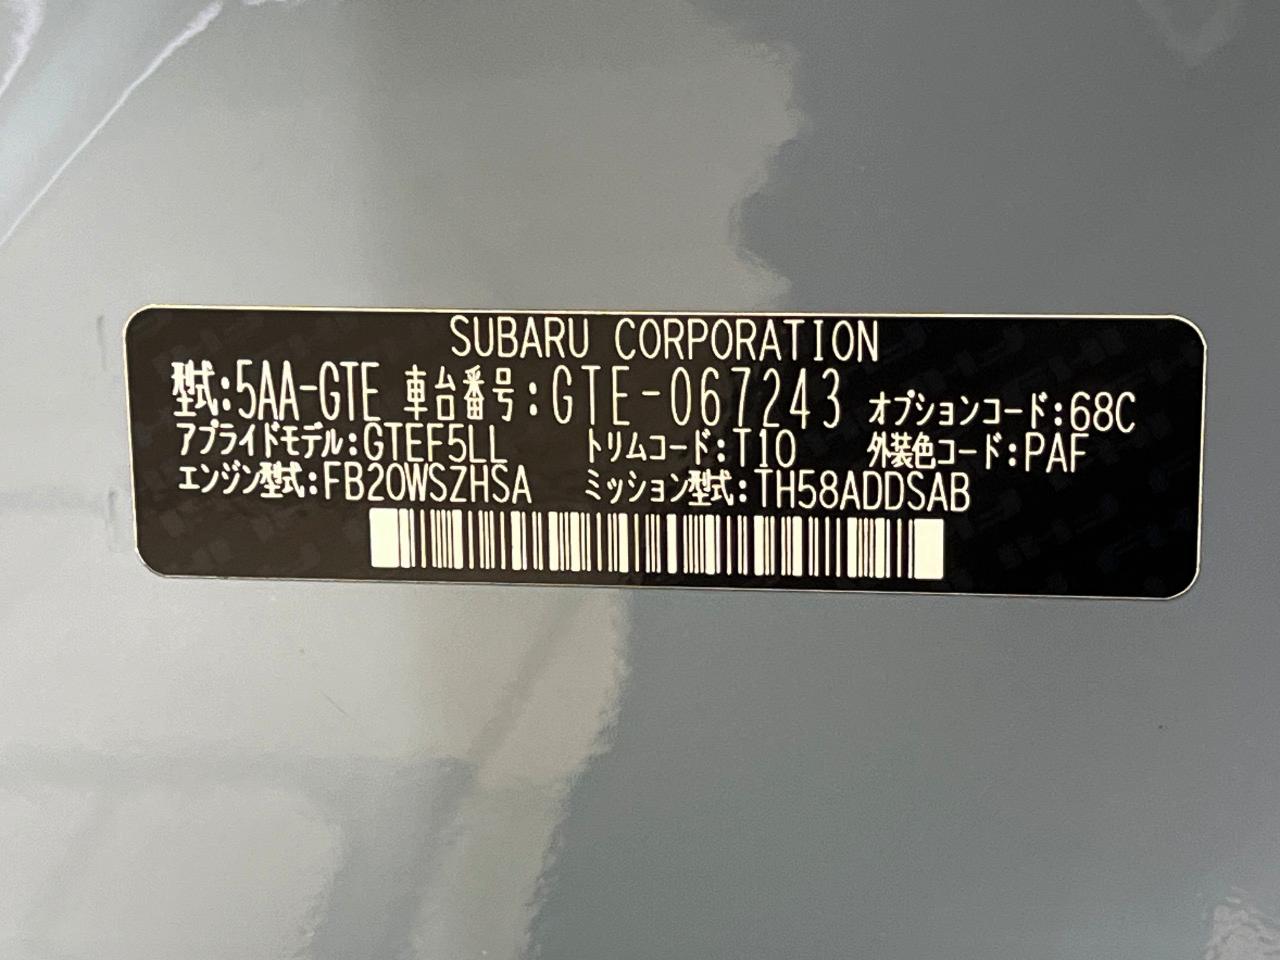 SUBARU CORPORATION
型式:5AA-GTE 車台番号:GTE-067243 オプションコード:68C
アプライドモデル:GTEF5LL トリムコード:T10 外装色コード:PAF
エンジン型式:FB20WSZHSA ミッション型式:TH58ADDSAB